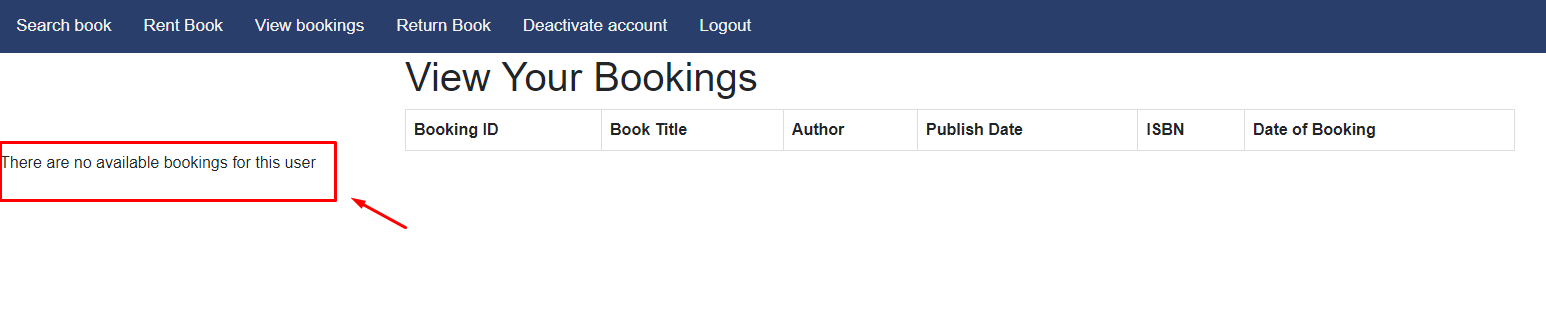 Search book Rent Book View bookings Return Book Deactivate account Logout
View Your Bookings
Booking ID Book Title Author Publish Date ISBN Date of Booking
There are no available bookings for this user